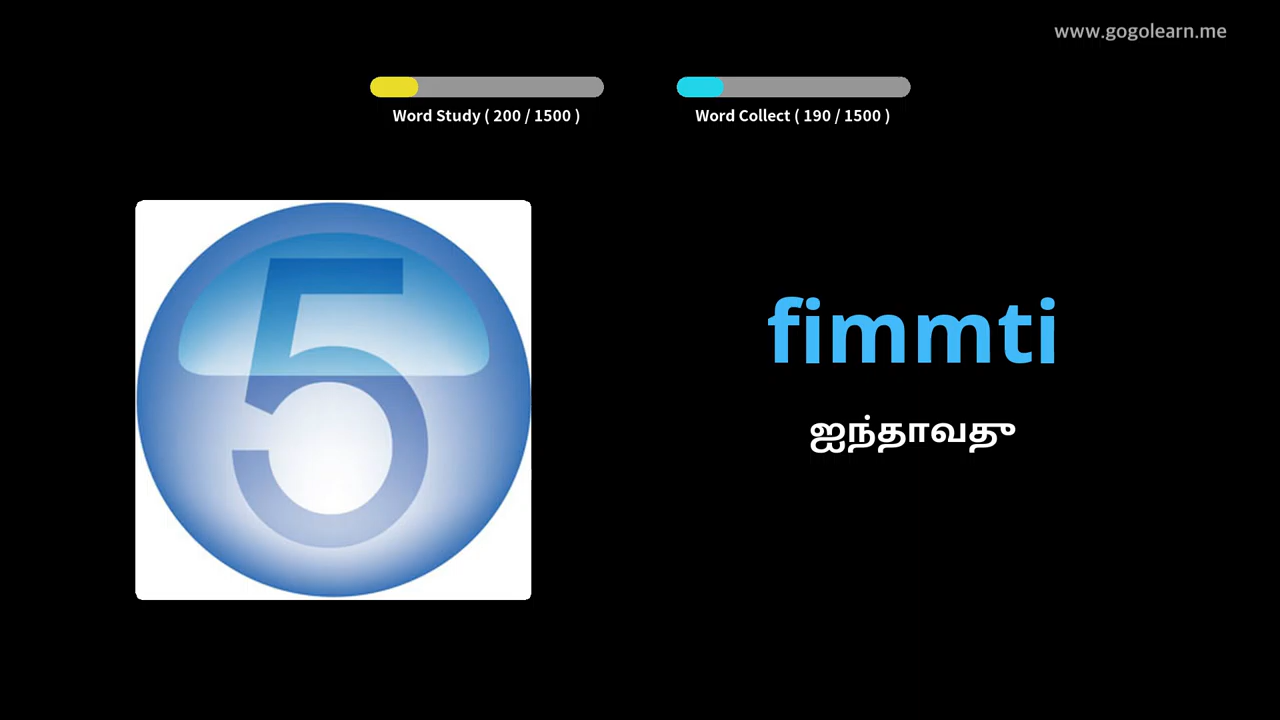 www.gogolearn.me
Word Study ( 200 / 1500 )
Word Collect ( 190 / 1500 )
5
fimmti
ஐந்தாவது